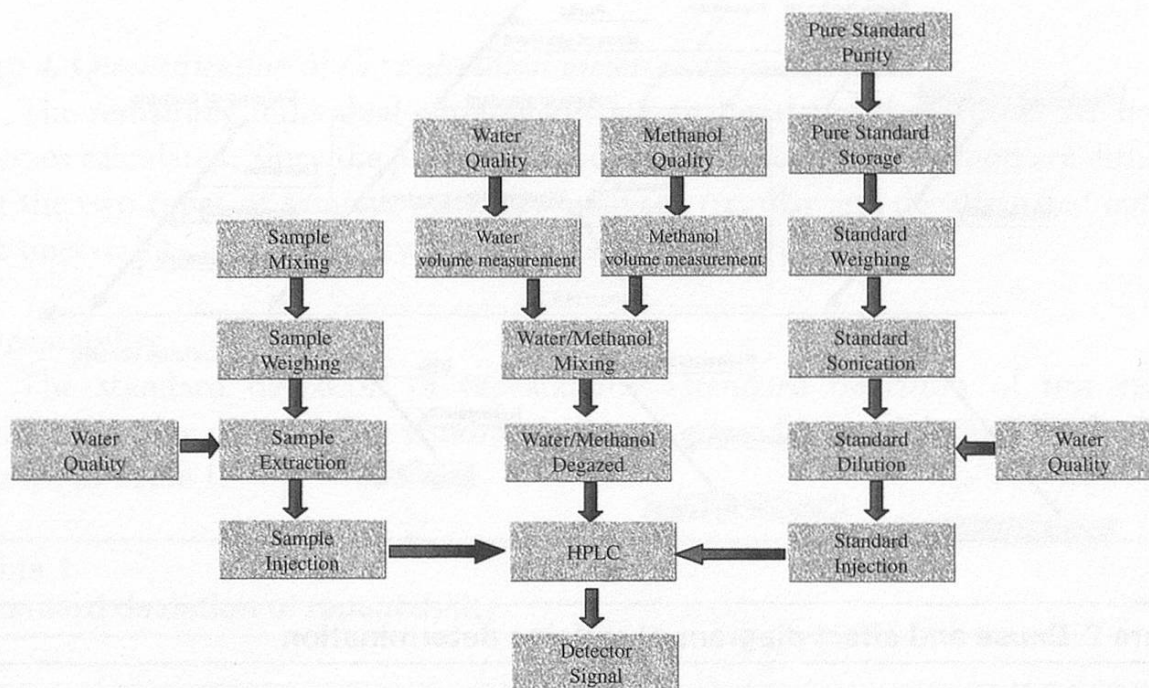 Pure Standard
Purity
Water
Quality
Methanol
Quality
Pure Standard
Storage
Sample
Mixing
Water
volume measurement
Methanol
volume measurement
Standard
Weighing
Sample
Weighing
Water/Methanol
Mixing
Standard
Sonication
Water
Quality
Sample
Extraction
Water/Methanol
Degazed
Standard
Dilution
Water
Quality
Sample
Injection
HPLC
Standard
Injection
Detector
Signal